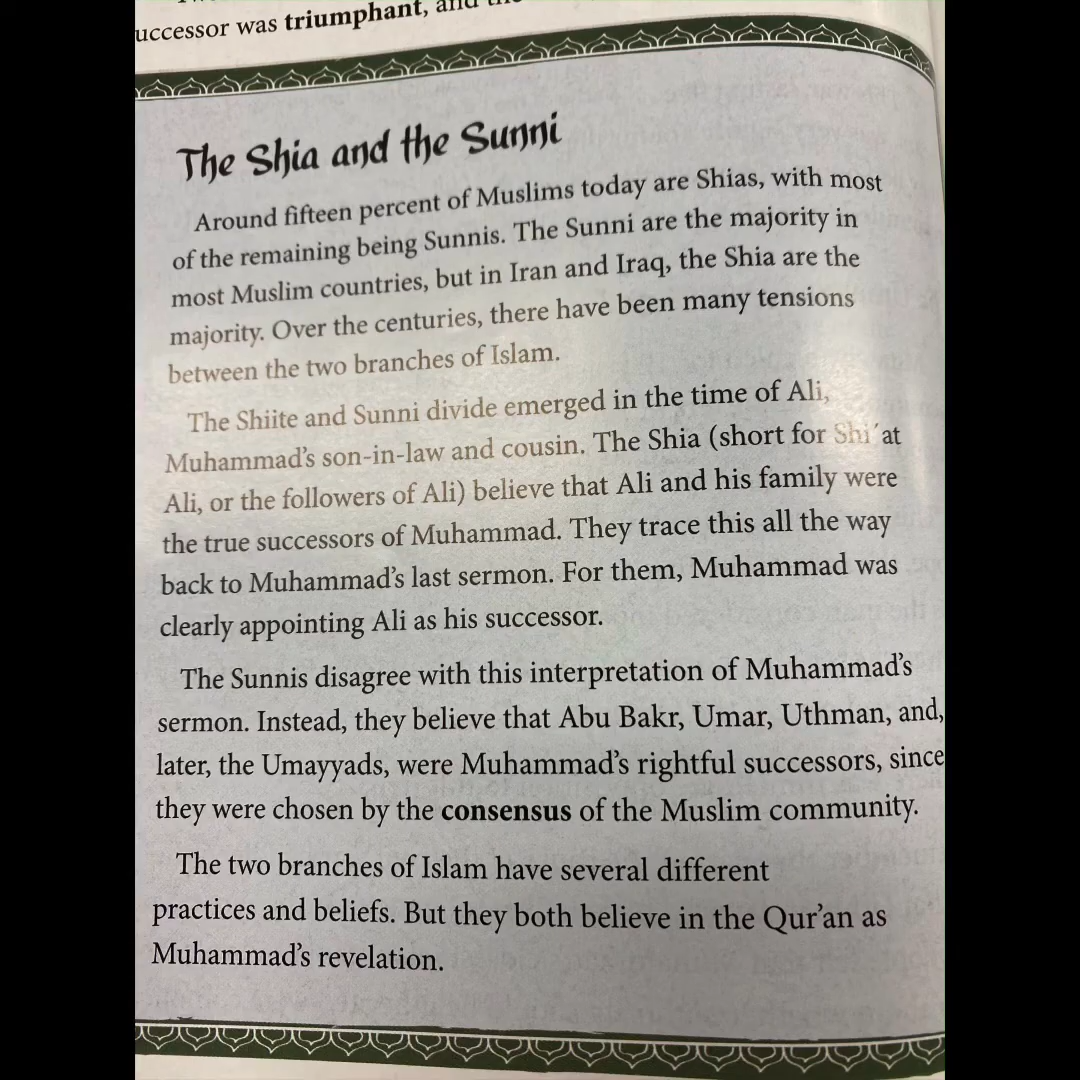 uccessor was triumphant, and
The Shia and the Sunni
Around fifteen percent of Muslims today are Shias, with most
of the remaining being Sunnis. The Sunni are the majority in
most Muslim countries, but in Iran and Iraq, the Shia are the
majority. Over the centuries, there have been many tensions
between the two branches of Islam.
The Shiite and Sunni divide emerged in the time of Ali,
Muhammad’s son-in-law and cousin. The Shia (short for Shi’at
Ali, or the followers of Ali) believe that Ali and his family were
the true successors of Muhammad. They trace this all the way
back to Muhammad’s last sermon. For them, Muhammad was
clearly appointing Ali as his successor.
The Sunnis disagree with this interpretation of Muhammad’s
sermon. Instead, they believe that Abu Bakr, Umar, Uthman, and,
later, the Umayyads, were Muhammad’s rightful successors, since
they were chosen by the consensus of the Muslim community.
The two branches of Islam have several different
practices and beliefs. But they both believe in the Qur’an as
Muhammad’s revelation.